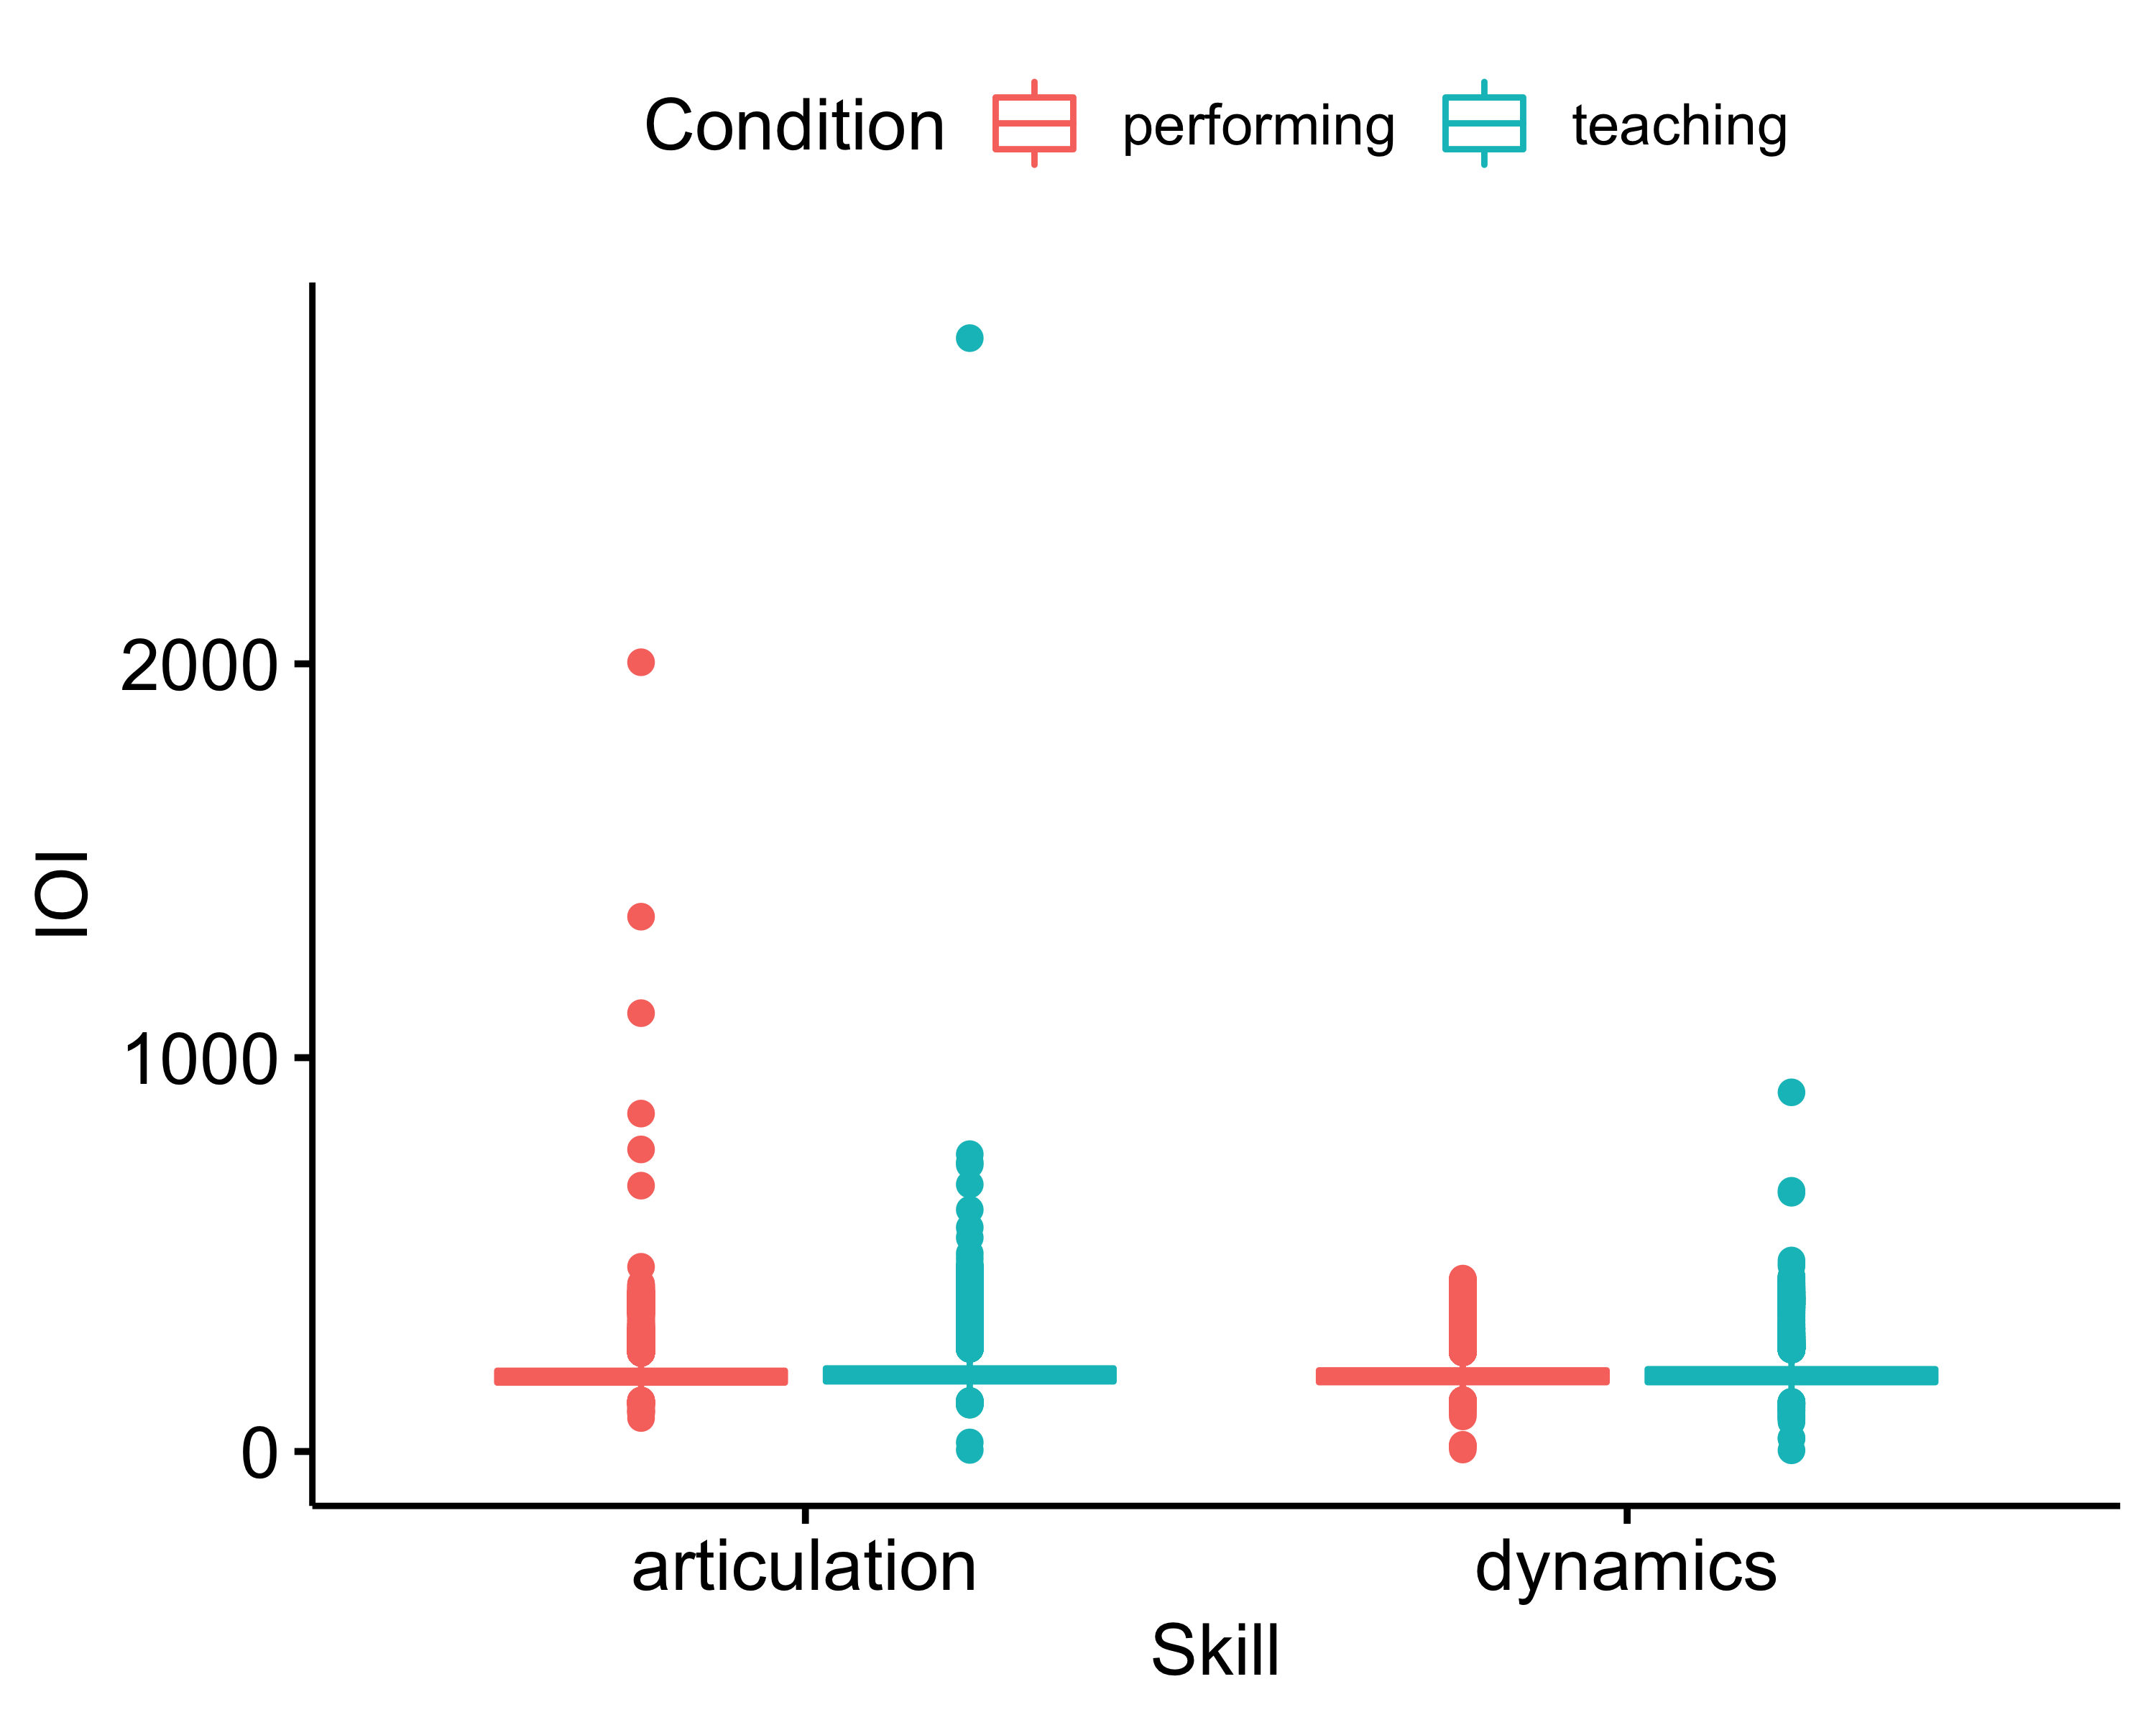 Condition performing teaching
IOI
2000
1000
0
articulation dynamics
Skill